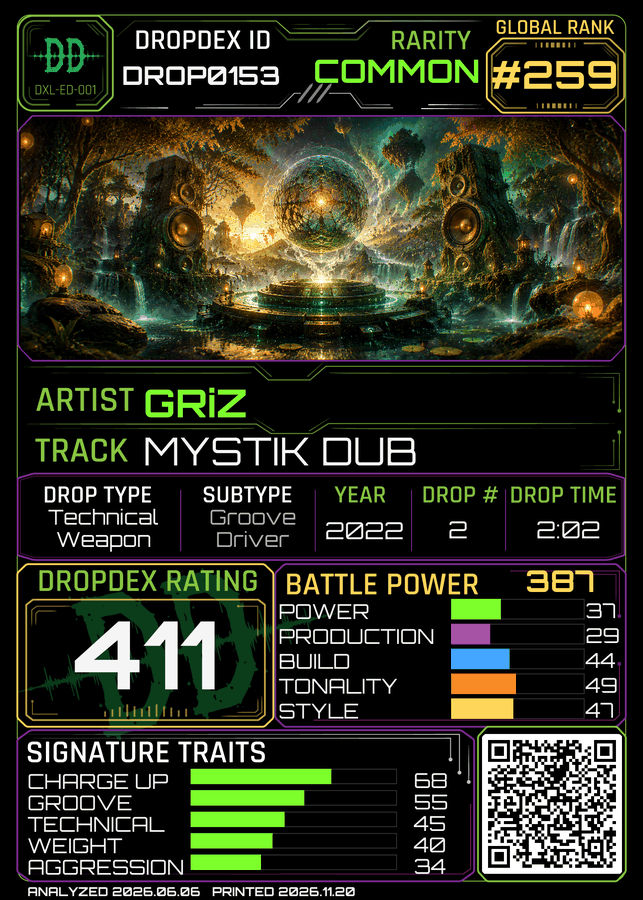 DD
DXL-ED-001
DROPDEX ID
DROP0153
RARITY
COMMON
GLOBAL RANK
#259
ARTIST GRiZ
TRACK MYSTIK DUB
DROP TYPE
Technical
Weapon
SUBTYPE
Groove
Driver
YEAR
2022
DROP #
2
DROP TIME
2:02
DROPDEX RATING
411
BATTLE POWER 387
POWER 37
PRODUCTION 29
BUILD 44
TONALITY 49
STYLE 47
SIGNATURE TRAITS
CHARGE UP 68
GROOVE 55
TECHNICAL 45
WEIGHT 40
AGGRESSION 34
ANALYZED 2026.06.06 PRINTED 2026.11.20